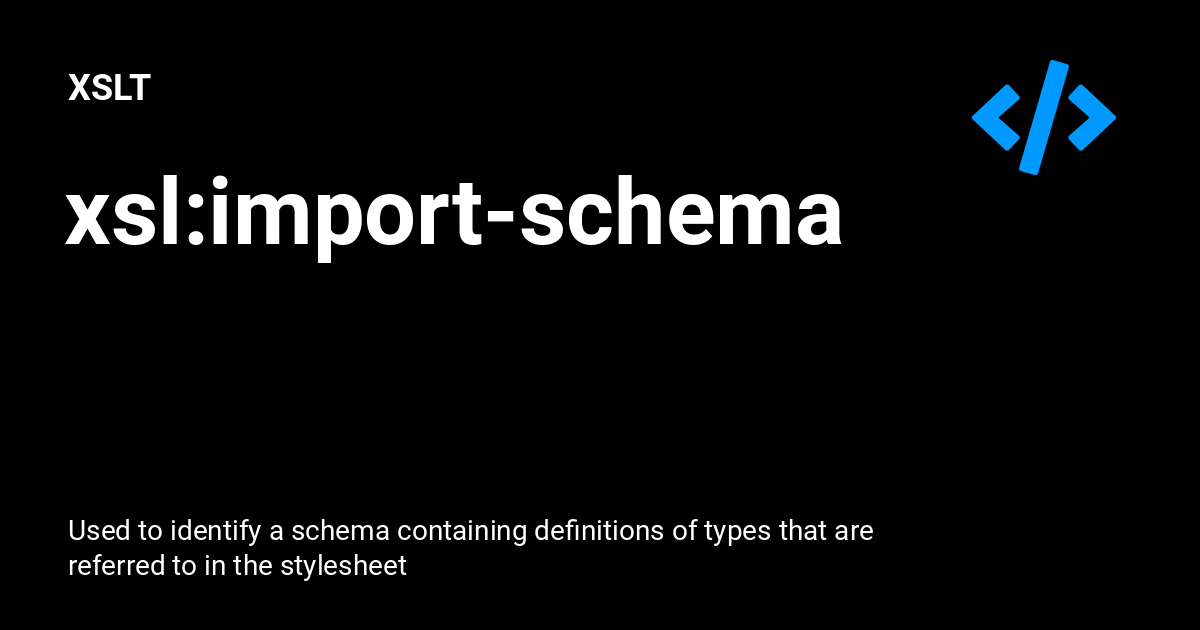 XSLT
xsl:import-schema
Used to identify a schema containing definitions of types that are
referred to in the stylesheet